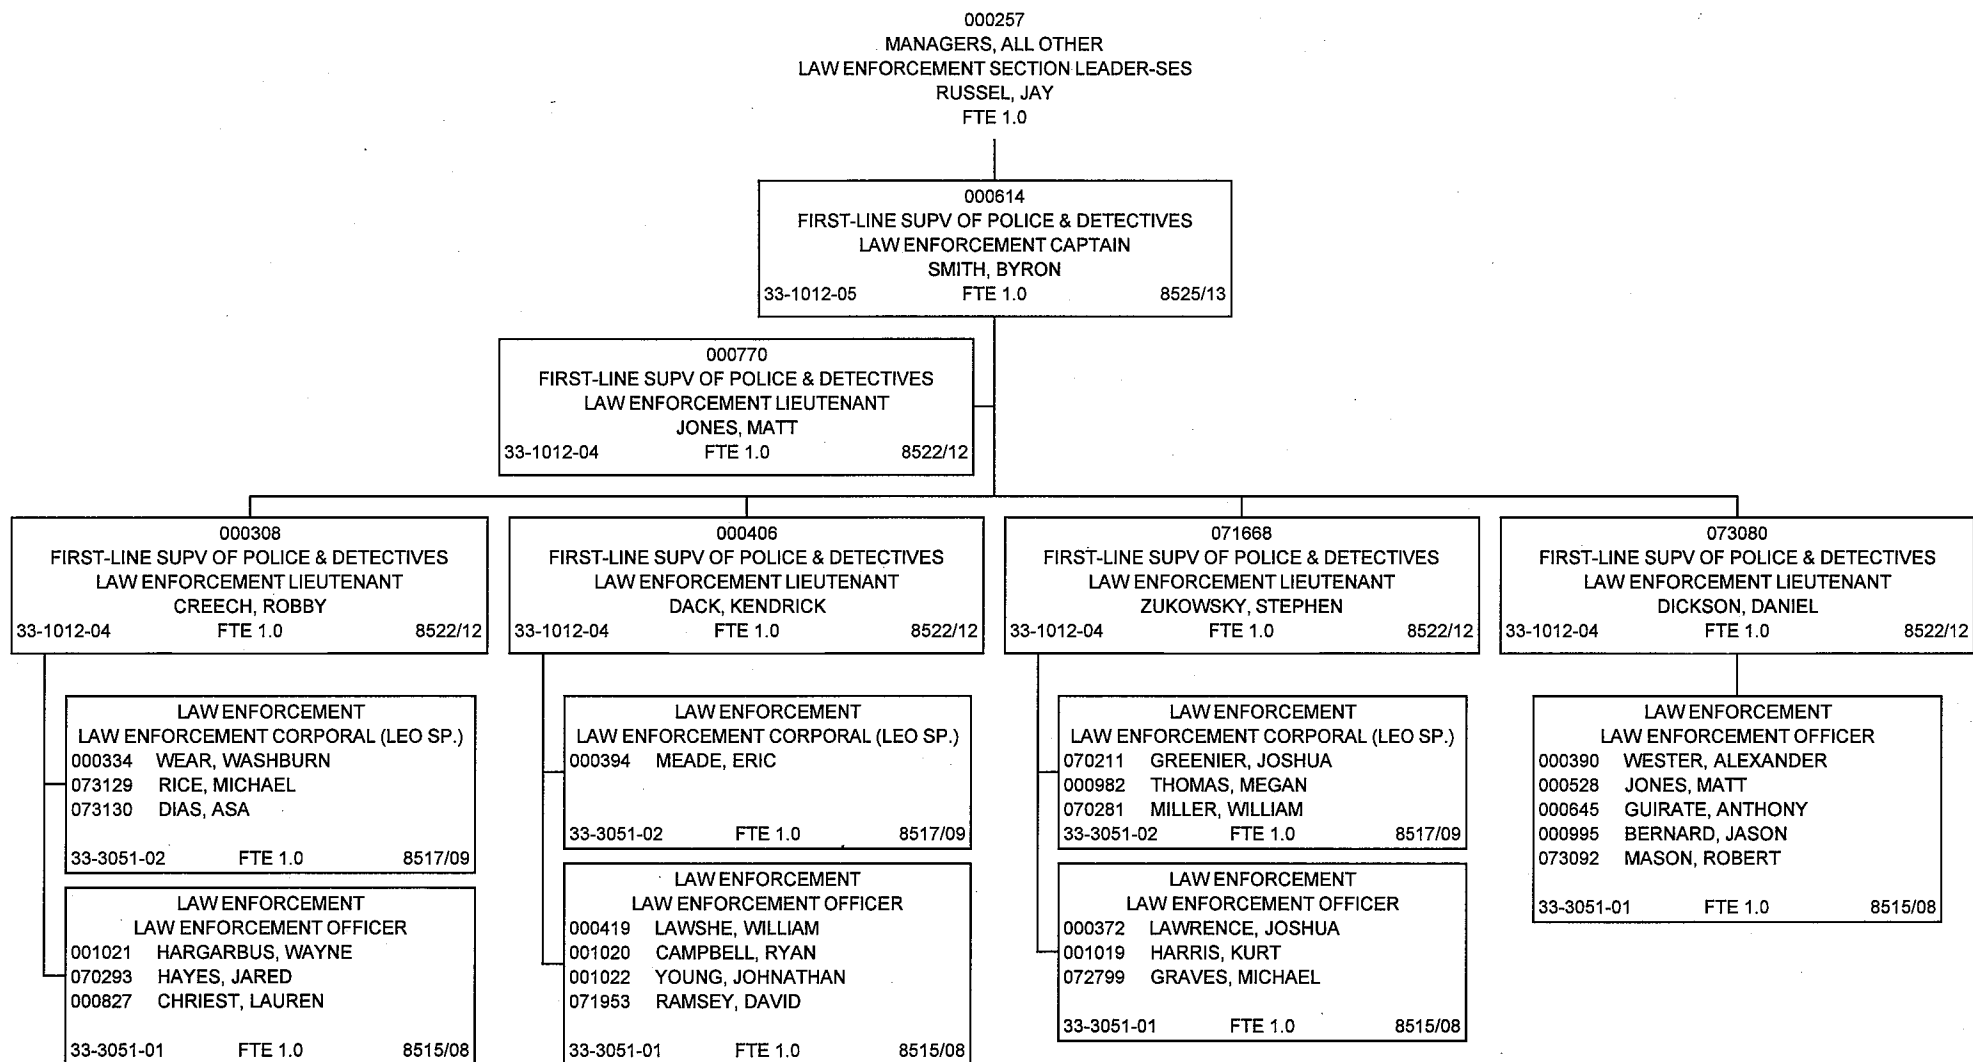 000257
MANAGERS, ALL OTHER
LAW ENFORCEMENT SECTION LEADER-SES
RUSSEL, JAY
FTE 1.0
000614
FIRST-LINE SUPV OF POLICE & DETECTIVES
LAW ENFORCEMENT CAPTAIN
SMITH, BYRON
33-1012-05 FTE 1.0 8525/13
000770
FIRST-LINE SUPV OF POLICE & DETECTIVES
LAW ENFORCEMENT LIEUTENANT
JONES, MATT
33-1012-04 FTE 1.0 8522/12
000308
FIRST-LINE SUPV OF POLICE & DETECTIVES
LAW ENFORCEMENT LIEUTENANT
CREECH, ROBBY
33-1012-04 FTE 1.0 8522/12
000406
FIRST-LINE SUPV OF POLICE & DETECTIVES
LAW ENFORCEMENT LIEUTENANT
DACK, KENDRICK
33-1012-04 FTE 1.0 8522/12
071668
FIRST-LINE SUPV OF POLICE & DETECTIVES
LAW ENFORCEMENT LIEUTENANT
ZUKOWSKY, STEPHEN
33-1012-04 FTE 1.0 8522/12
073080
FIRST-LINE SUPV OF POLICE & DETECTIVES
LAW ENFORCEMENT LIEUTENANT
DICKSON, DANIEL
33-1012-04 FTE 1.0 8522/12
LAW ENFORCEMENT
LAW ENFORCEMENT CORPORAL (LEO SP.)
000334 WEAR, WASHBURN
073129 RICE, MICHAEL
073130 DIAS, ASA
33-3051-02 FTE 1.0 8517/09
LAW ENFORCEMENT
LAW ENFORCEMENT OFFICER
001021 HARGARBUS, WAYNE
070293 HAYES, JARED
000827 CHRIEST, LAUREN
33-3051-01 FTE 1.0 8515/08
LAW ENFORCEMENT
LAW ENFORCEMENT CORPORAL (LEO SP.)
000394 MEADE, ERIC
33-3051-02 FTE 1.0 8517/09
LAW ENFORCEMENT
LAW ENFORCEMENT OFFICER
000419 LAWSHE, WILLIAM
001020 CAMPBELL, RYAN
001022 YOUNG, JOHNATHAN
071953 RAMSEY, DAVID
33-3051-01 FTE 1.0 8515/08
LAW ENFORCEMENT
LAW ENFORCEMENT CORPORAL (LEO SP.)
070211 GREENIER, JOSHUA
000982 THOMAS, MEGAN
070281 MILLER, WILLIAM
33-3051-02 FTE 1.0 8517/09
LAW ENFORCEMENT
LAW ENFORCEMENT OFFICER
000372 LAWRENCE, JOSHUA
001019 HARRIS, KURT
072799 GRAVES, MICHAEL
33-3051-01 FTE 1.0 8515/08
LAW ENFORCEMENT
LAW ENFORCEMENT OFFICER
000390 WESTER, ALEXANDER
000528 JONES, MATT
000645 GUIRATE, ANTHONY
000995 BERNARD, JASON
073092 MASON, ROBERT
33-3051-01 FTE 1.0 8515/08